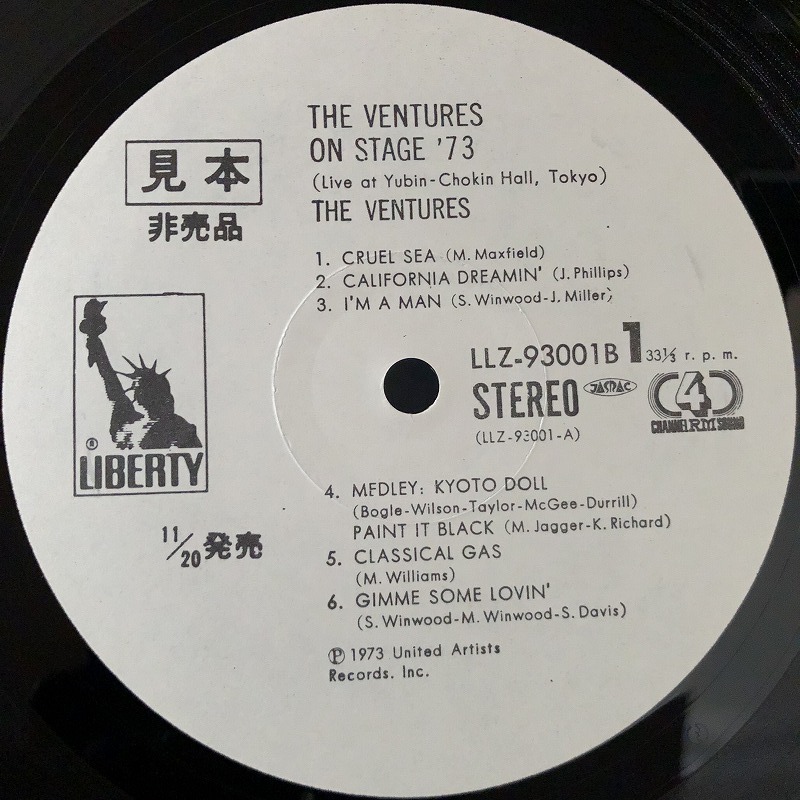 THE VENTURES
ON STAGE '73
(Live at Yubin-Chokin Hall, Tokyo)
THE VENTURES
見本
非売品
1. CRUEL SEA (M. Maxfield)
2. CALIFORNIA DREAMIN' (J. Phillips)
3. I'M A MAN (S. Winwood-J. Miller)
LLZ-93001B 1 33⅓ r. p. m.
STEREO JASRAC CD4
(LLZ-93001-A) CHANNEL RM SOUND
® LIBERTY
11/20 発売
4. MEDLEY: KYOTO DOLL
(Bogle-Wilson-Taylor-McGee-Durrill)
PAINT IT BLACK (M. Jagger-K. Richard)
5. CLASSICAL GAS
(M. Williams)
6. GIMME SOME LOVIN'
(S. Winwood-M. Winwood-S. Davis)
℗ 1973 United Artists
Records. Inc.